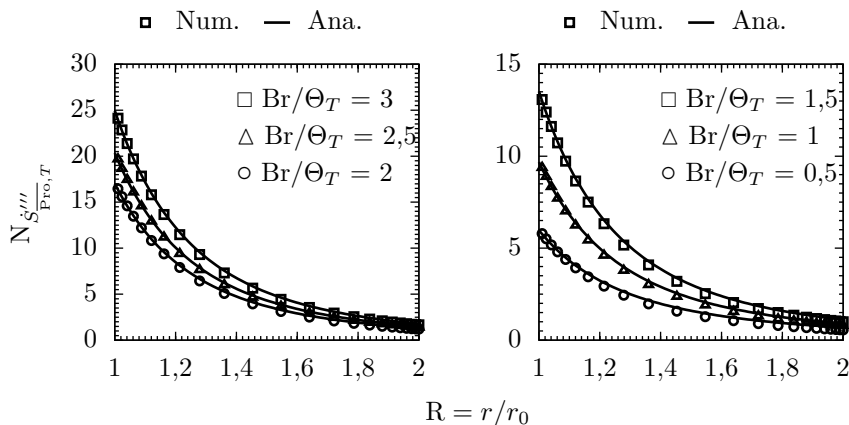 Num. Ana. Num. Ana.
30 15
Br/Θ_T = 3 Br/Θ_T = 1,5
25
Br/Θ_T = 2,5 Br/Θ_T = 1
20 10
Br/Θ_T = 2 Br/Θ_T = 0,5
15
N_{Ṡ'''_{\overline{Pro,T}}}
10 5
5
0 0
1 1,2 1,4 1,6 1,8 2 1 1,2 1,4 1,6 1,8 2
R = r/r₀